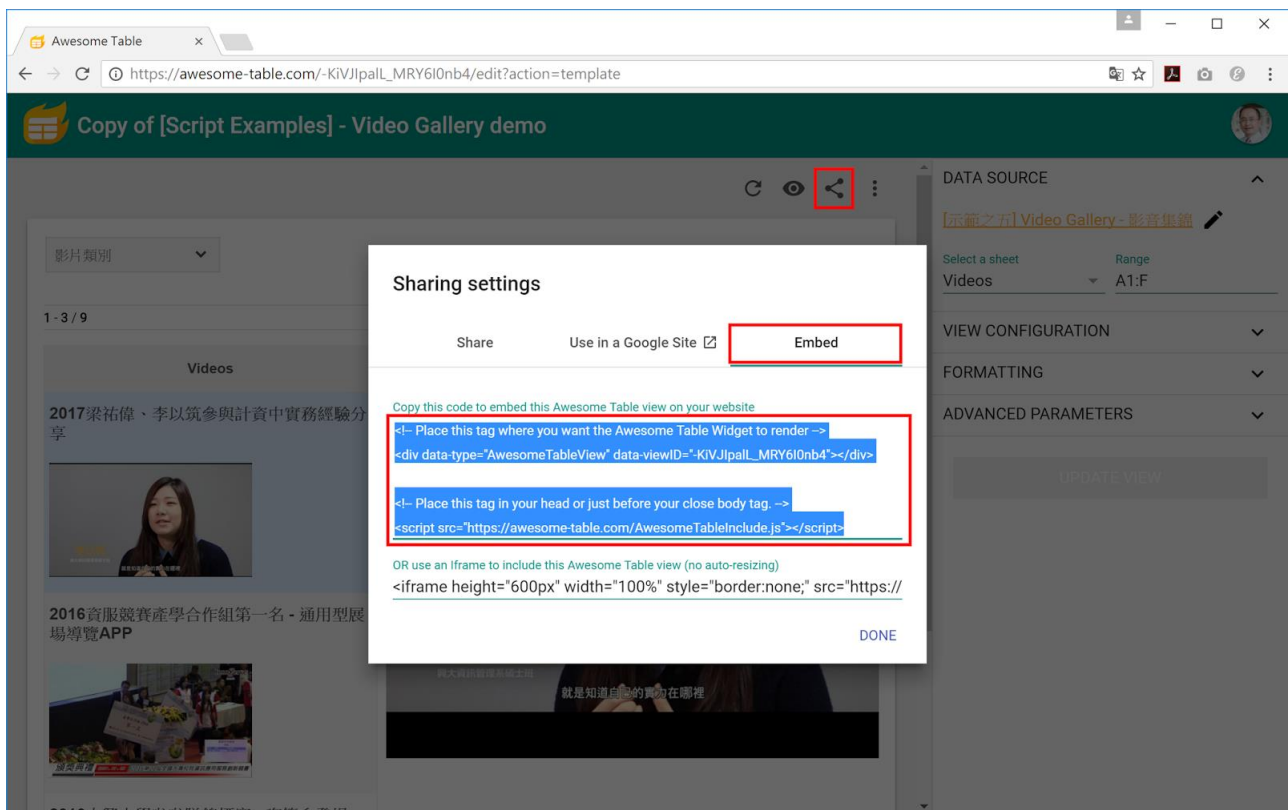 Awesome Table
https://awesome-table.com/-KiVJIpalL_MRY6I0nb4/edit?action=template
Copy of [Script Examples] - Video Gallery demo
DATA SOURCE
[示範之五] Video Gallery - 影音集錦
Select a sheet Range
Videos A1:F
VIEW CONFIGURATION
FORMATTING
ADVANCED PARAMETERS
UPDATE VIEW
影片類別
1 - 3 / 9
Videos
2017梁祐偉、李以筑參與計資中實務經驗分
享
2016資服競賽產學合作組第一名 - 通用型展
場導覽APP
Sharing settings
Share Use in a Google Site Embed
Copy this code to embed this Awesome Table view on your website
<!-- Place this tag where you want the Awesome Table Widget to render -->
<div data-type="AwesomeTableView" data-viewID="-KiVJIpalL_MRY6I0nb4"></div>
<!-- Place this tag in your head or just before your close body tag. -->
<script src="https://awesome-table.com/AwesomeTableInclude.js"></script>
OR use an Iframe to include this Awesome Table view (no auto-resizing)
<iframe height="600px" width="100%" style="border:none;" src="https://
DONE
就是知道自己的實力在哪裡